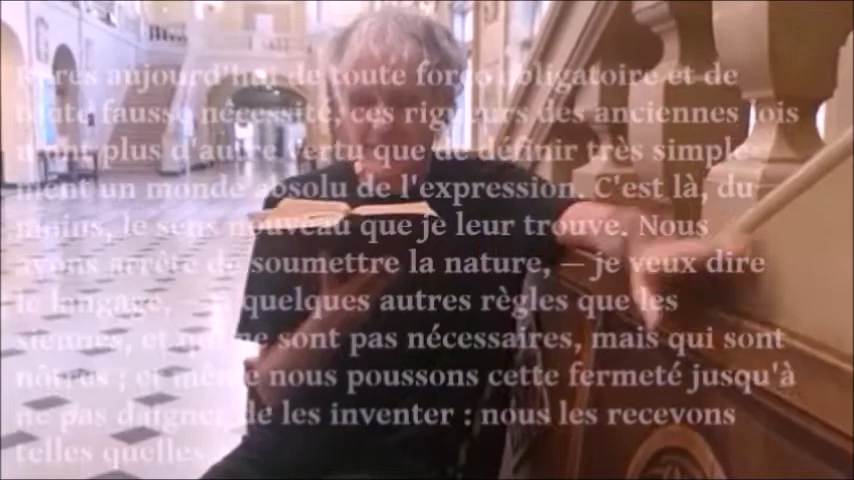 aujourd'hui de toute force obligatoire et de
toute fausse nécessité, ces rigueurs des anciennes lois
n'ont plus d'autre vertu que de définir très simple
ment un monde absolu de l'expression. C'est là, du
moins, le sens nouveau que je leur trouve. Nous
avons arrêté de soumettre la nature, — je veux dire
le langage, — à quelques autres règles que les
siennes, et qui ne sont pas nécessaires, mais qui sont
nôtres ; et même nous poussons cette fermeté jusqu'à
ne pas daigner de les inventer : nous les recevons
telles quelles.